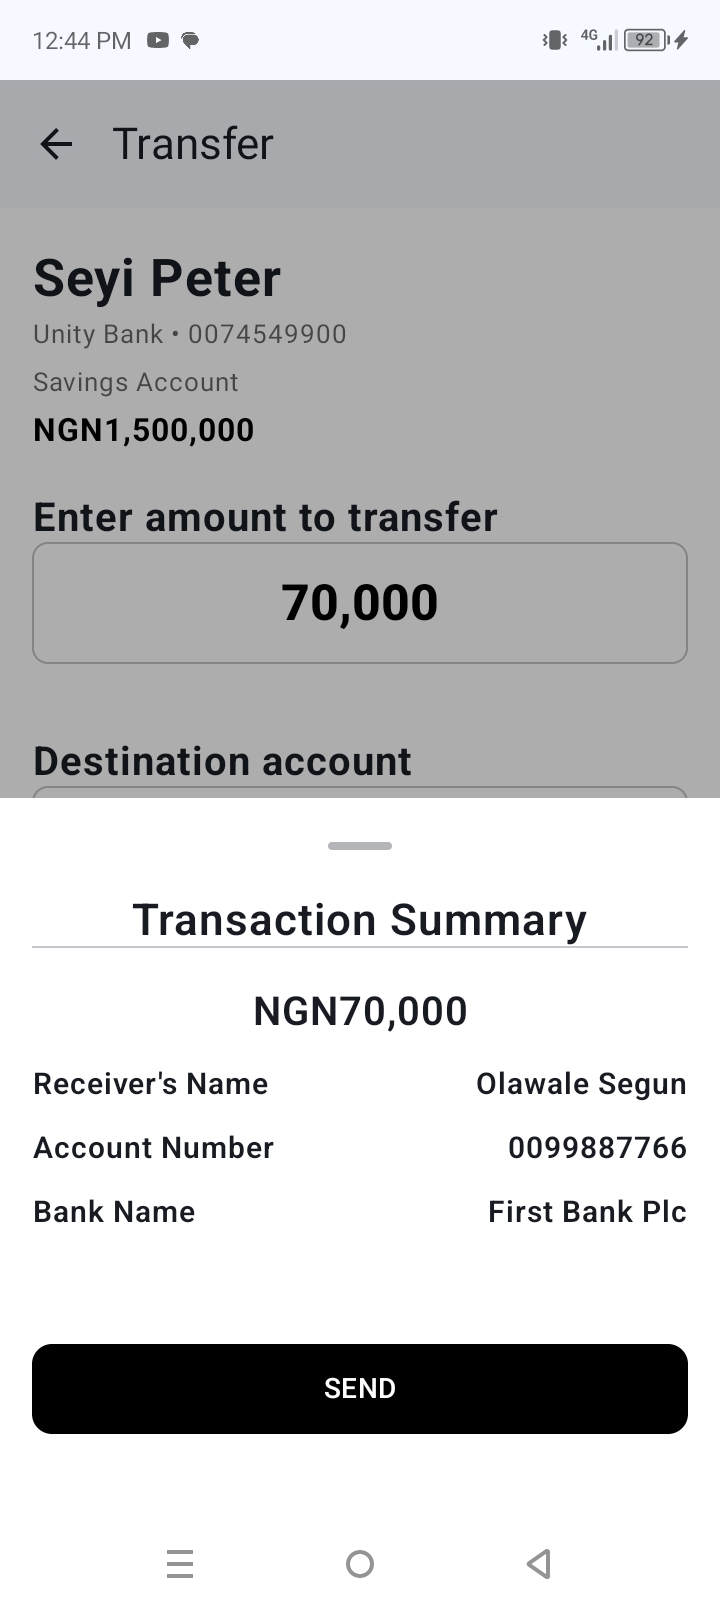 12:44 PM
4G
92
Transfer
Seyi Peter
Unity Bank • 0074549900
Savings Account
NGN1,500,000
Enter amount to transfer
70,000
Destination account
Transaction Summary
NGN70,000
Receiver's Name Olawale Segun
Account Number 0099887766
Bank Name First Bank Plc
SEND